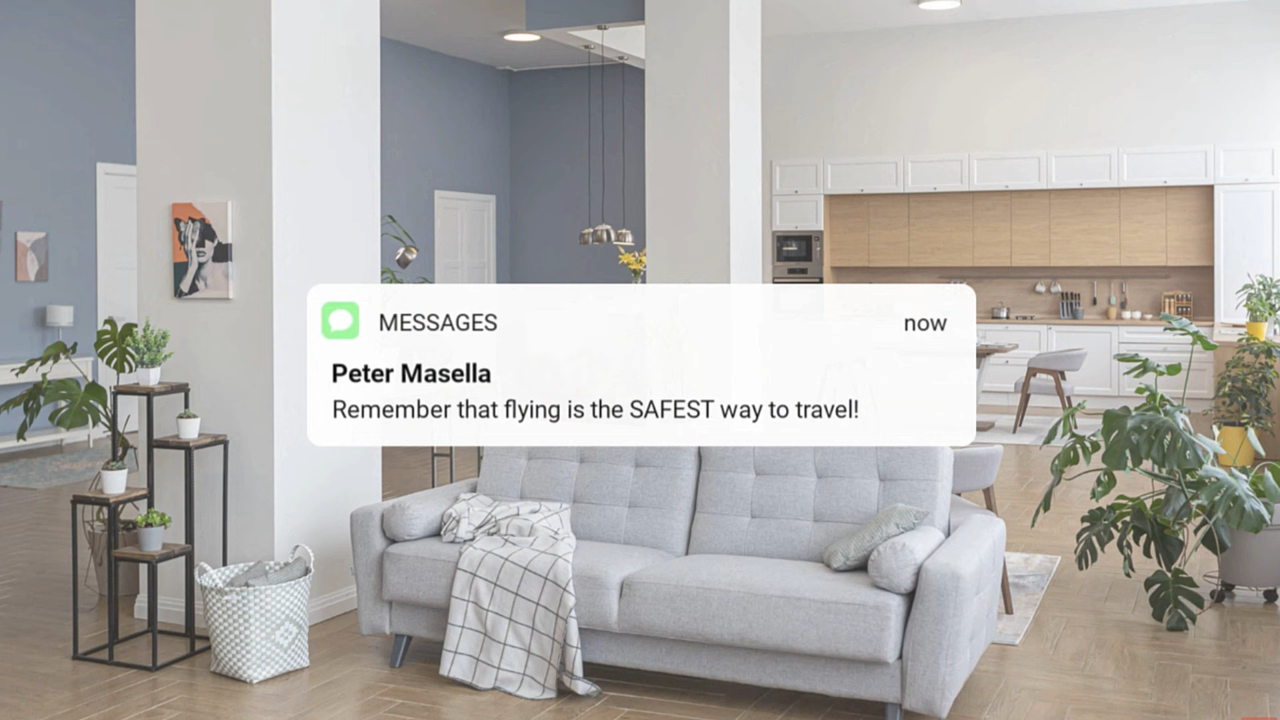 MESSAGES
now
Peter Masella
Remember that flying is the SAFEST way to travel!